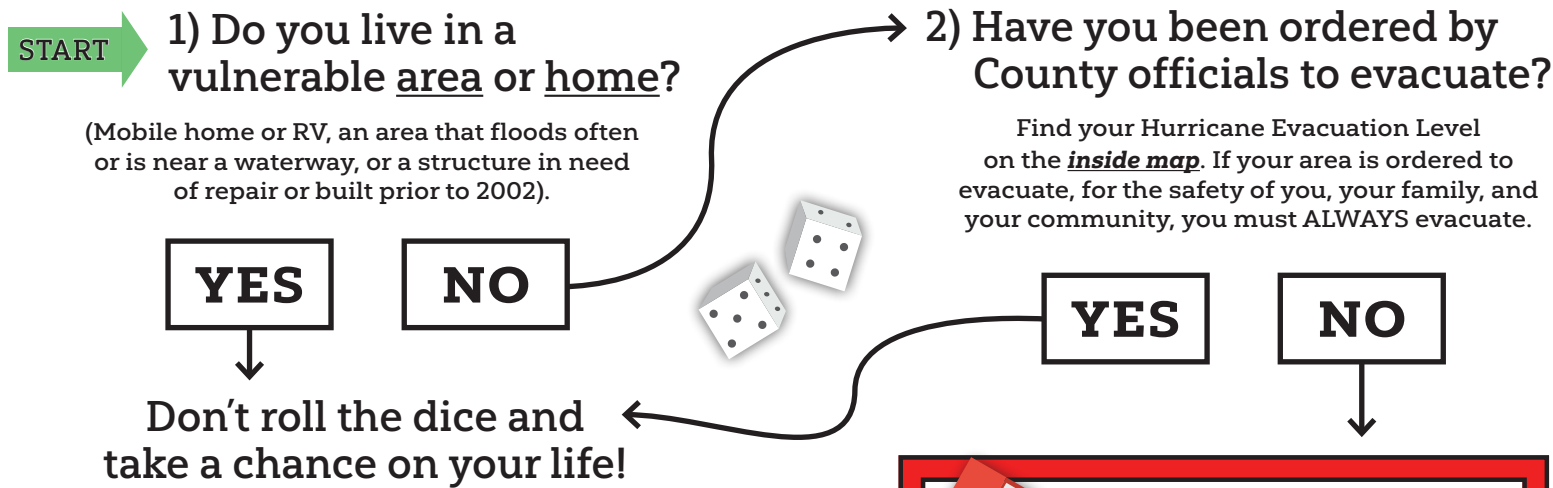 START
1) Do you live in a
vulnerable area or home?
(Mobile home or RV, an area that floods often
or is near a waterway, or a structure in need
of repair or built prior to 2002).
YES
NO
2) Have you been ordered by
County officials to evacuate?
Find your Hurricane Evacuation Level
on the inside map. If your area is ordered to
evacuate, for the safety of you, your family, and
your community, you must ALWAYS evacuate.
YES
NO
Don't roll the dice and
take a chance on your life!